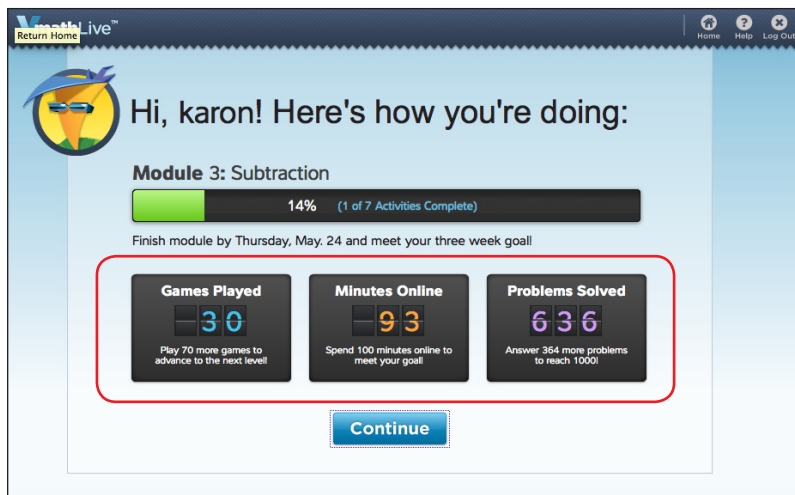 VmathLive™
Return Home
Home Help Log Out
Hi, karon! Here's how you're doing:
Module 3: Subtraction
14% (1 of 7 Activities Complete)
Finish module by Thursday, May. 24 and meet your three week goal!
Games Played
30
Play 70 more games to
advance to the next level!
Minutes Online
93
Spend 100 minutes online to
meet your goal!
Problems Solved
636
Answer 364 more problems
to reach 1000!
Continue